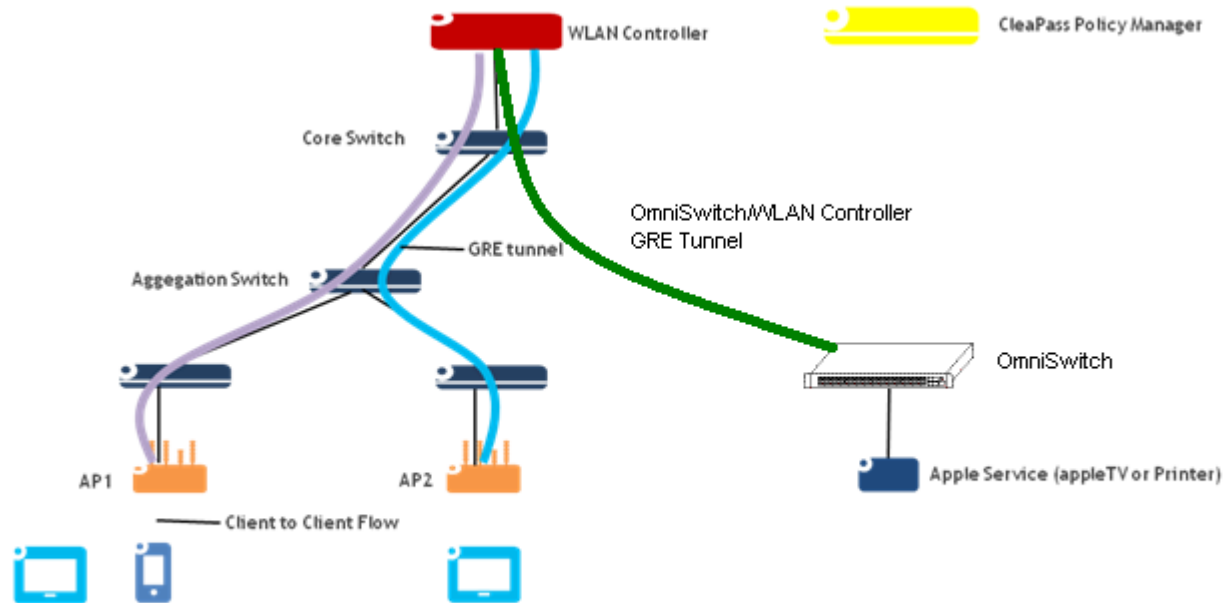 WLAN Controller
CleaPass Policy Manager
Core Switch
OmniSwitch/WLAN Controller
GRE Tunnel
GRE tunnel
Aggegation Switch
OmniSwitch
AP1
AP2
Apple Service (appleTV or Printer)
Client to Client Flow